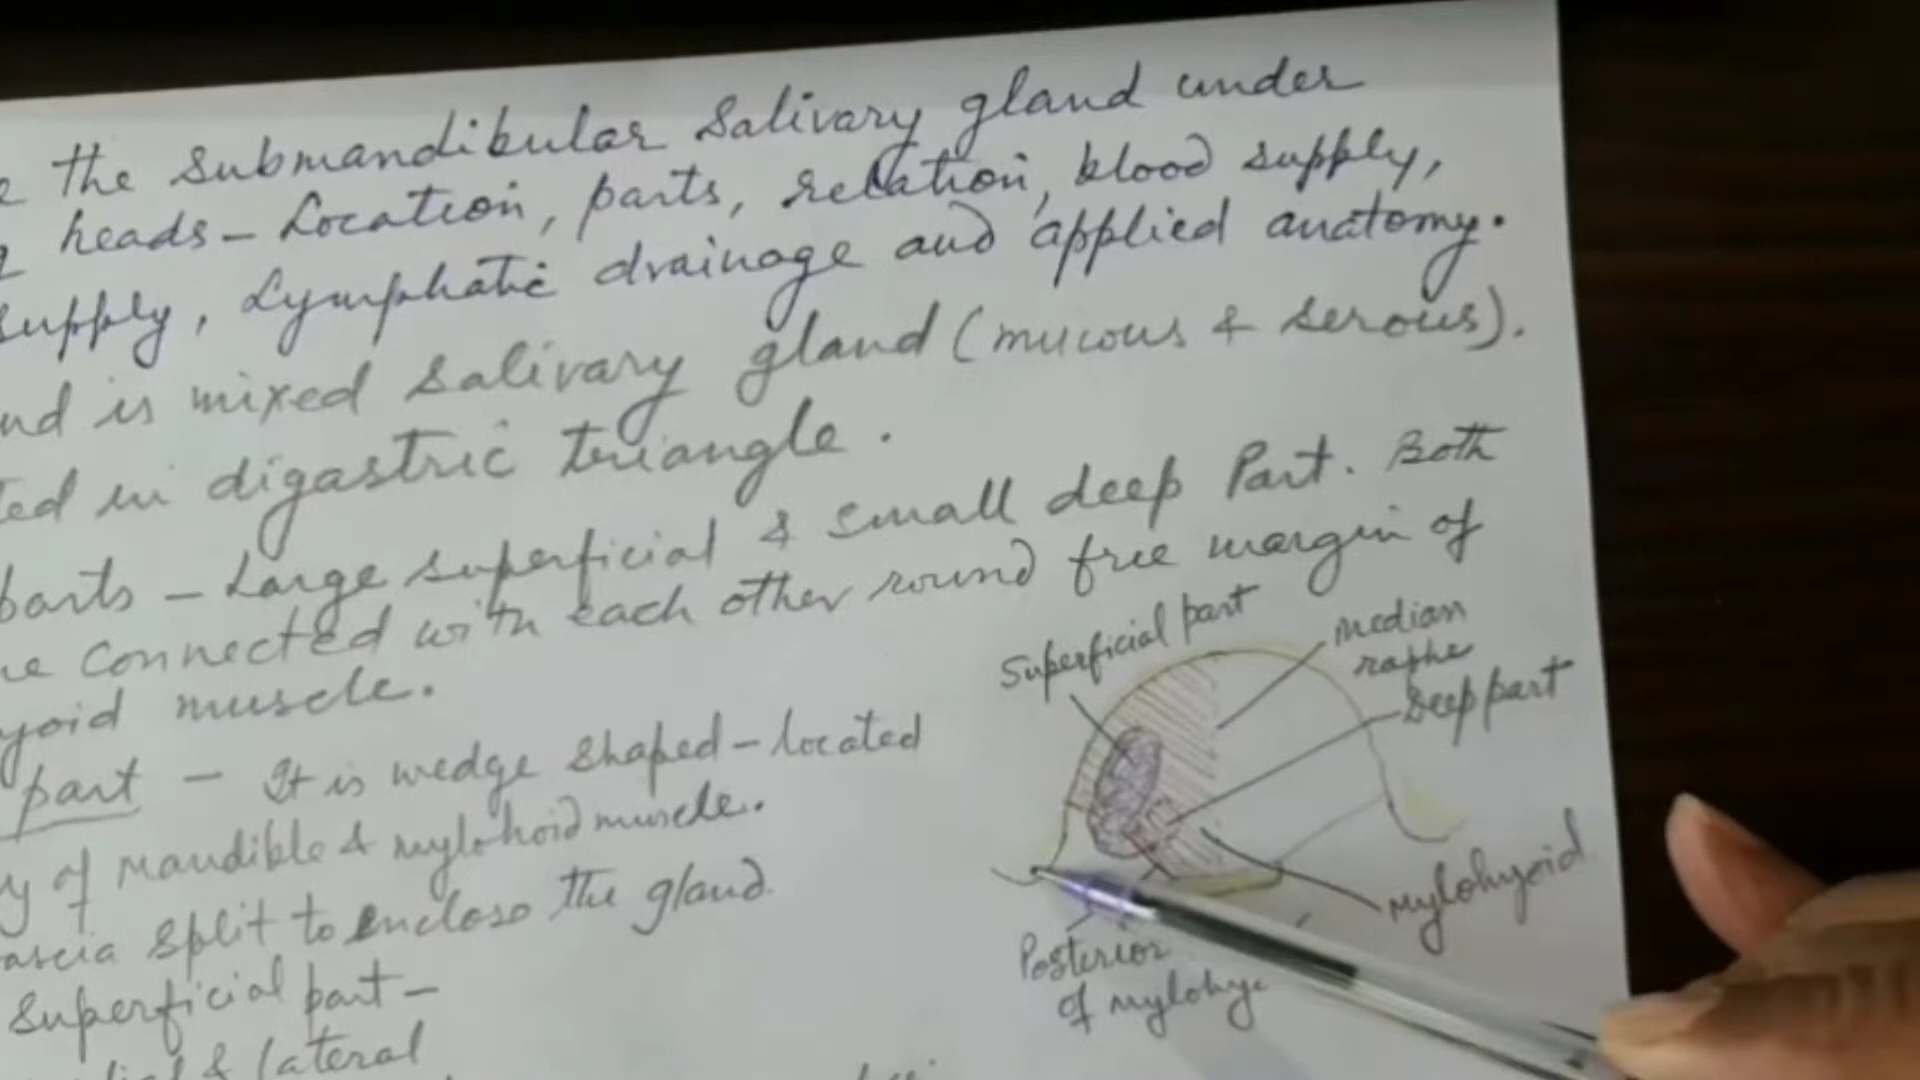 the submandibular salivary gland under
heads - Location, parts, relation, blood supply,
supply, Lymphatic drainage and applied anatomy.
nd is mixed salivary gland (mucous & serous).
ted in digastric triangle.
parts - Large superficial & small deep Part. Both
re connected with each other round free margin of
yoid muscle.
part - It is wedge shaped - located
y of mandible & mylohoid muscle.
ascia split to enclose the gland.
Superficial part -
& lateral
Superficial part
median
raphe
Deep part
Mylohyoid
Posterior
of mylohy